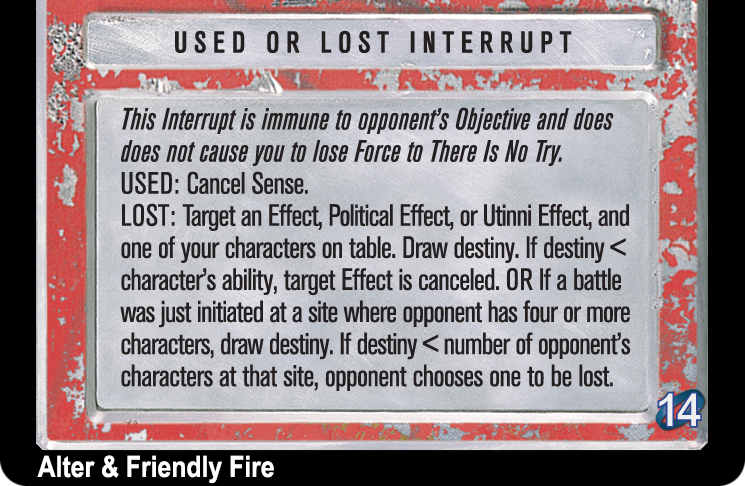 USED OR LOST INTERRUPT
This Interrupt is immune to opponent's Objective and does
does not cause you to lose Force to There Is No Try.
USED: Cancel Sense.
LOST: Target an Effect, Political Effect, or Utinni Effect, and
one of your characters on table. Draw destiny. If destiny <
character's ability, target Effect is canceled. OR If a battle
was just initiated at a site where opponent has four or more
characters, draw destiny. If destiny < number of opponent's
characters at that site, opponent chooses one to be lost.
14
Alter & Friendly Fire